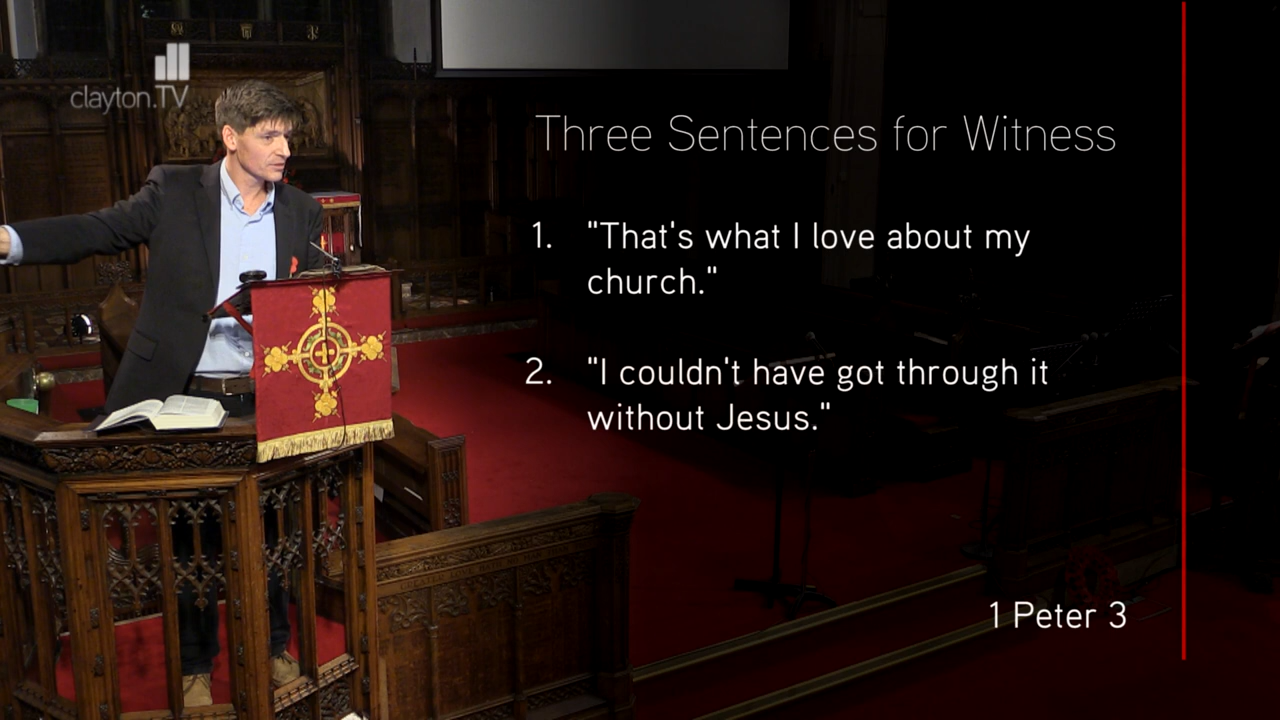 clayton.TV
Three Sentences for Witness
1. "That's what I love about my
church."
2. "I couldn't have got through it
without Jesus."
1 Peter 3